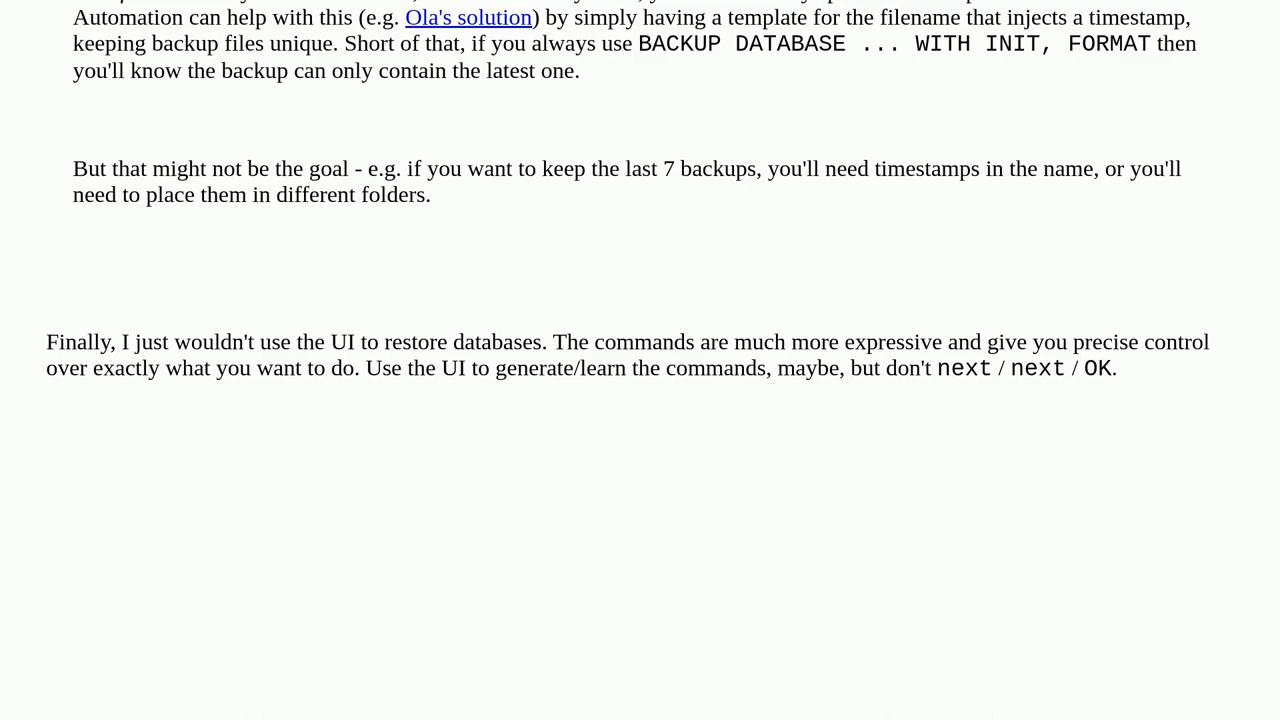 Automation can help with this (e.g. Ola's solution) by simply having a template for the filename that injects a timestamp,
keeping backup files unique. Short of that, if you always use BACKUP DATABASE ... WITH INIT, FORMAT then
you'll know the backup can only contain the latest one.
But that might not be the goal - e.g. if you want to keep the last 7 backups, you'll need timestamps in the name, or you'll
need to place them in different folders.
Finally, I just wouldn't use the UI to restore databases. The commands are much more expressive and give you precise control
over exactly what you want to do. Use the UI to generate/learn the commands, maybe, but don't next / next / OK.